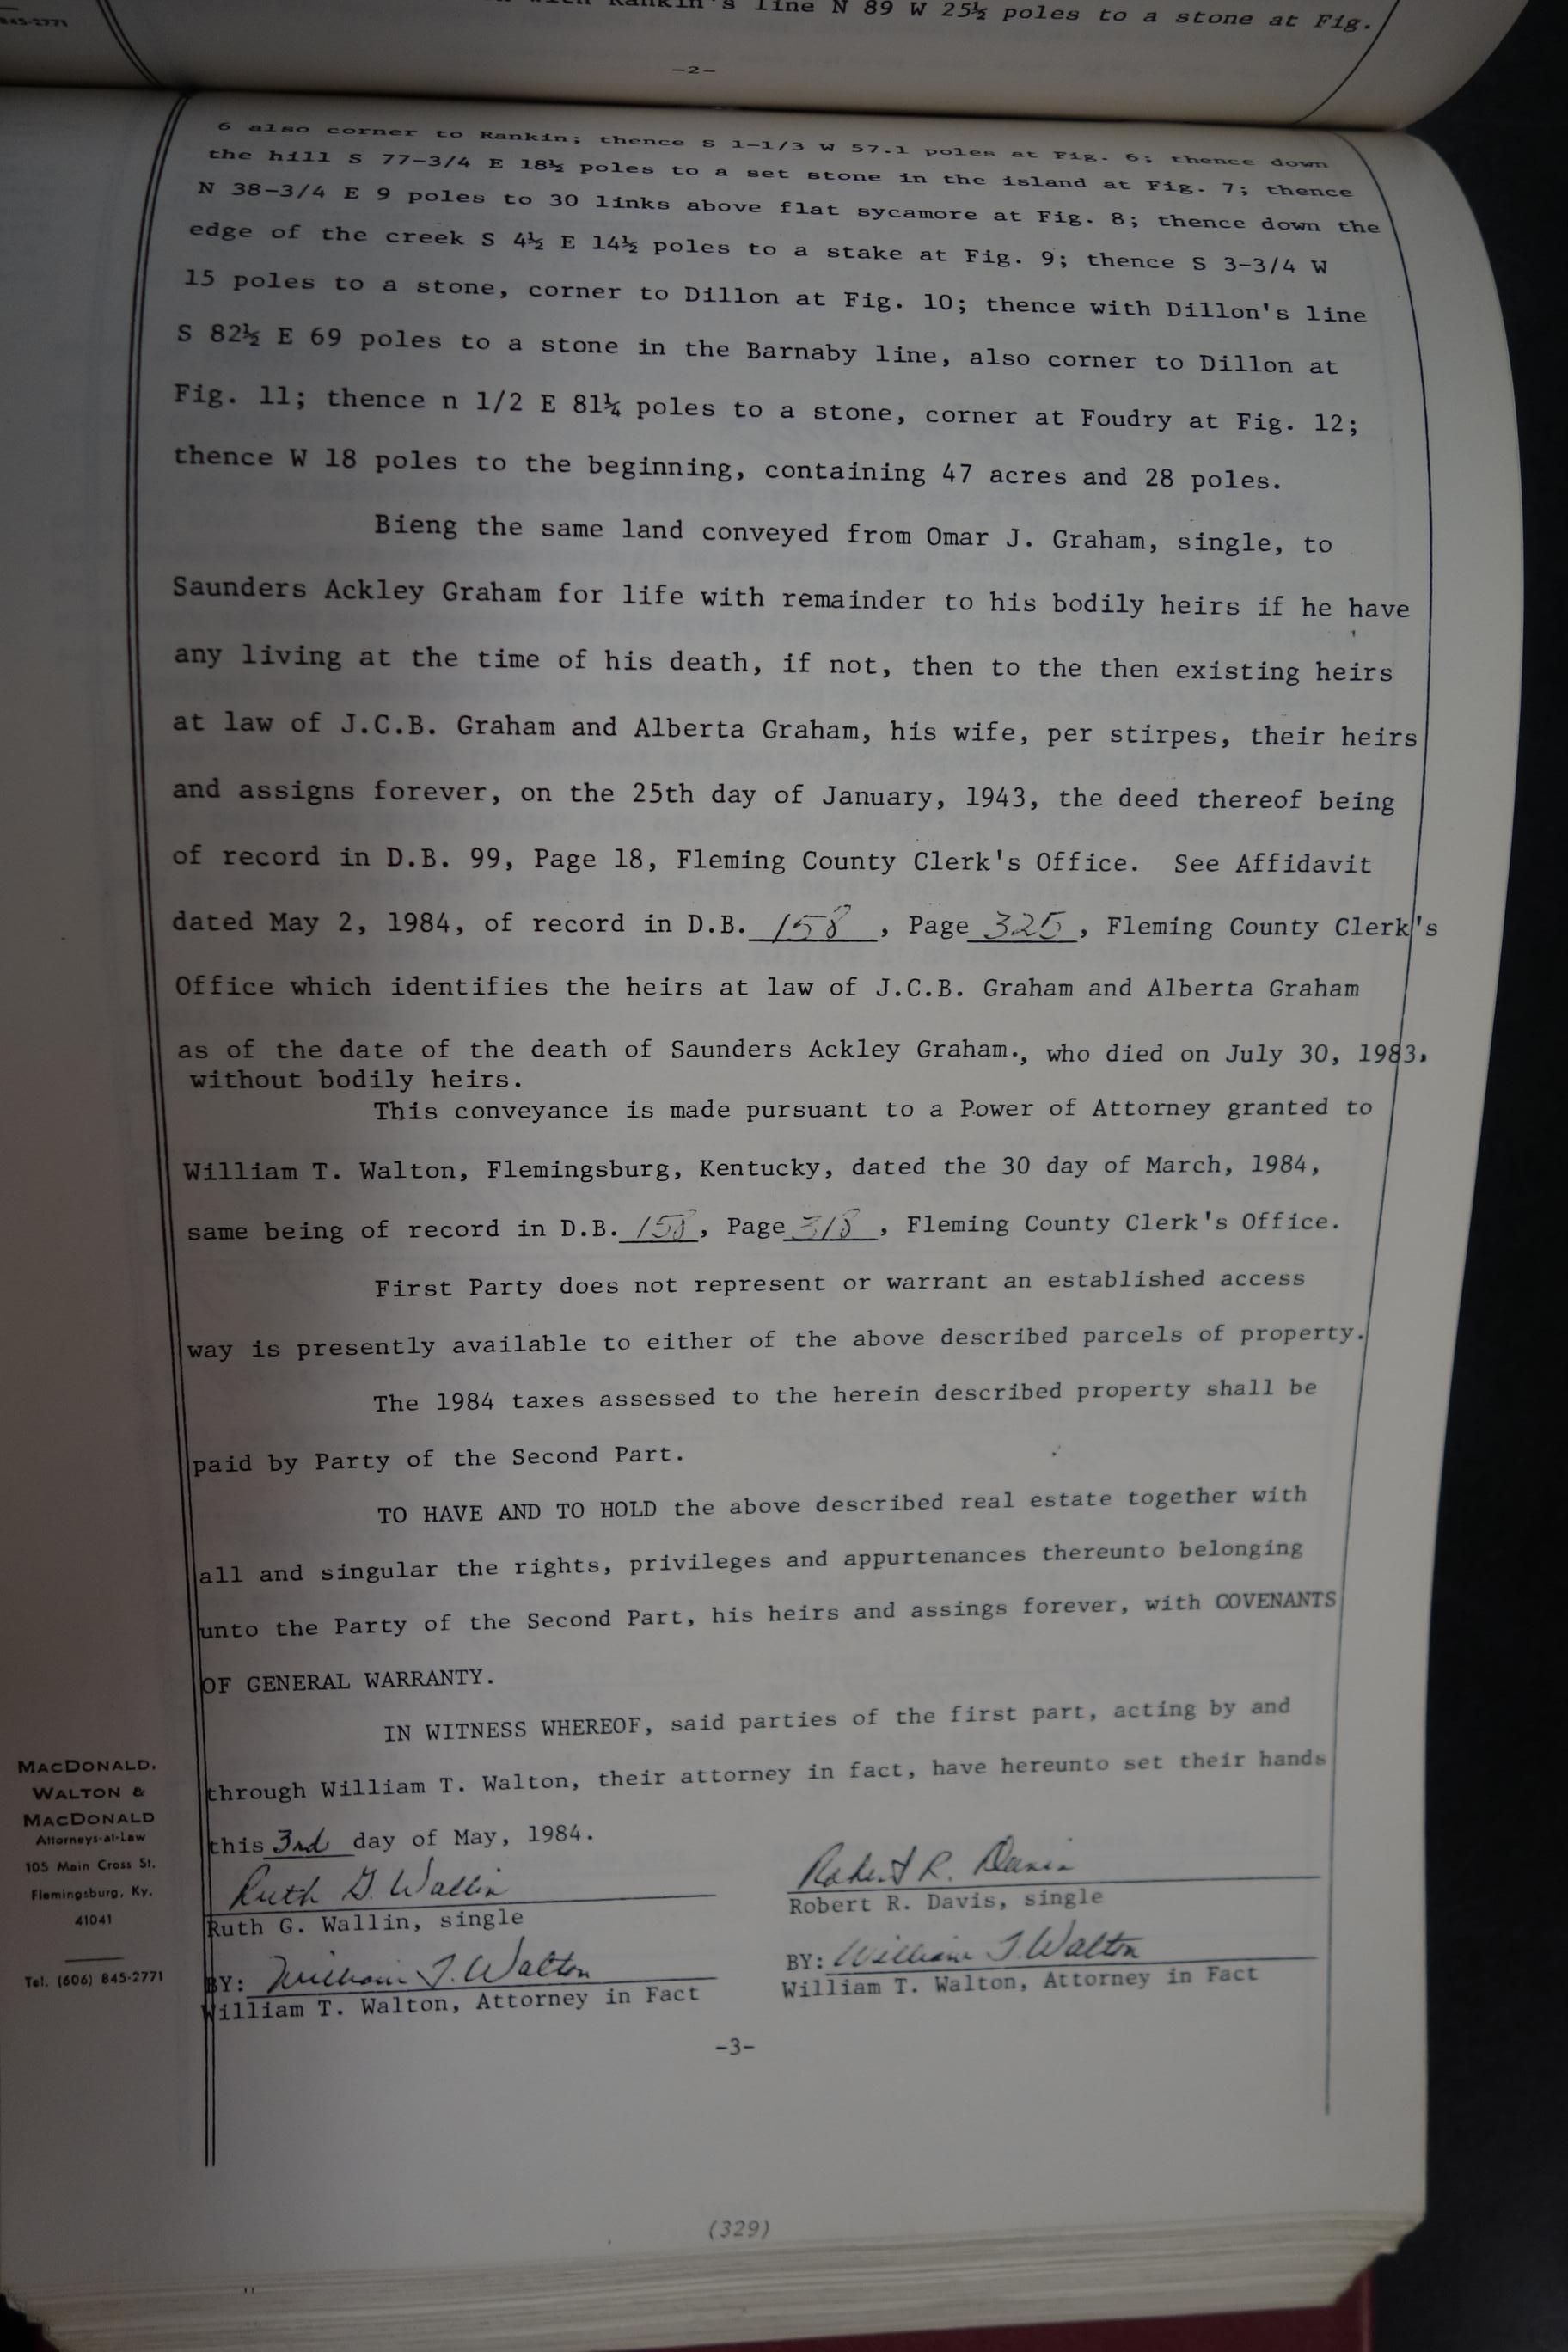 845-2771
Rankin's line N 89 W 25½ poles to a stone at Fig.
-2-
6 also corner to Rankin; thence S 1-1/3 W 57.1 poles at Fig. 6; thence down
the hill S 77-3/4 E 18½ poles to a set stone in the island at Fig. 7; thence
N 38-3/4 E 9 poles to 30 links above flat sycamore at Fig. 8; thence down the
edge of the creek S 4½ E 14½ poles to a stake at Fig. 9; thence S 3-3/4 W
15 poles to a stone, corner to Dillon at Fig. 10; thence with Dillon's line
S 82½ E 69 poles to a stone in the Barnaby line, also corner to Dillon at
Fig. 11; thence n 1/2 E 81¼ poles to a stone, corner at Foudry at Fig. 12;
thence W 18 poles to the beginning, containing 47 acres and 28 poles.
Bieng the same land conveyed from Omar J. Graham, single, to
Saunders Ackley Graham for life with remainder to his bodily heirs if he have
any living at the time of his death, if not, then to the then existing heirs
at law of J.C.B. Graham and Alberta Graham, his wife, per stirpes, their heirs
and assigns forever, on the 25th day of January, 1943, the deed thereof being
of record in D.B. 99, Page 18, Fleming County Clerk's Office. See Affidavit
dated May 2, 1984, of record in D.B. 158, Page 325, Fleming County Clerk's
Office which identifies the heirs at law of J.C.B. Graham and Alberta Graham
as of the date of the death of Saunders Ackley Graham., who died on July 30, 1983,
without bodily heirs.
This conveyance is made pursuant to a Power of Attorney granted to
William T. Walton, Flemingsburg, Kentucky, dated the 30 day of March, 1984,
same being of record in D.B. 158, Page 318, Fleming County Clerk's Office.
First Party does not represent or warrant an established access
way is presently available to either of the above described parcels of property.
The 1984 taxes assessed to the herein described property shall be
paid by Party of the Second Part.
TO HAVE AND TO HOLD the above described real estate together with
all and singular the rights, privileges and appurtenances thereunto belonging
unto the Party of the Second Part, his heirs and assings forever, with COVENANTS
OF GENERAL WARRANTY.
IN WITNESS WHEREOF, said parties of the first part, acting by and
through William T. Walton, their attorney in fact, have hereunto set their hands
this 3rd day of May, 1984.
Ruth G. Wallin
Ruth G. Wallin, single
BY: William T. Walton
William T. Walton, Attorney in Fact
Robert R. Davis
Robert R. Davis, single
BY: William T. Walton
William T. Walton, Attorney in Fact
MACDONALD,
WALTON &
MACDONALD
Attorneys-at-Law
105 Main Cross St.
Flemingsburg, Ky.
41041
Tel. (606) 845-2771
-3-
(329)